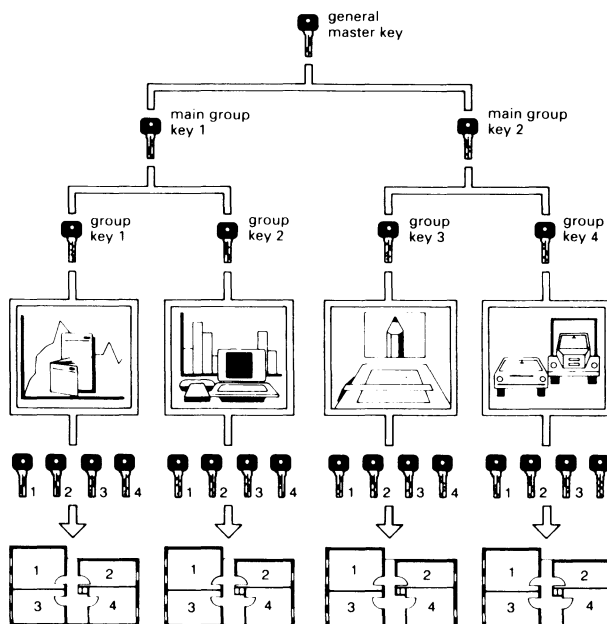 general
master key
main group
key 1
main group
key 2
group
key 1
group
key 2
group
key 3
group
key 4
1 2 3 4
1 2 3 4
1 2 3 4
1 2 3
1 2
3 4
1 2
3 4
1 2
3 4
1 2
3 4